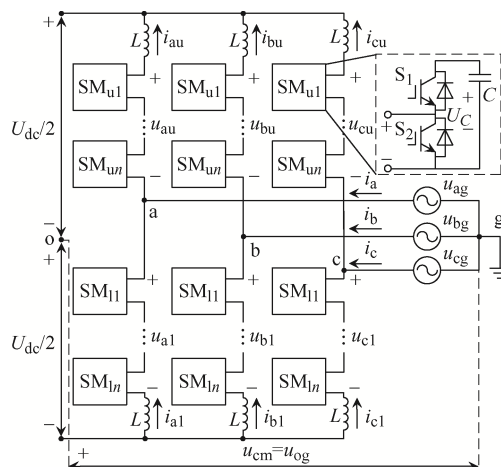 + L i_au L i_bu L i_cu
SM_u1 + SM_u1 + SM_u1 +
S_1 + C
U_C
+ S_2 −
−
U_dc/2 u_au u_bu u_cu
SM_un − SM_un − SM_un −
i_a u_ag
− a
o i_b u_bg g
+ b
i_c u_cg
c
SM_l1 + SM_l1 + SM_l1 +
U_dc/2 u_a1 u_b1 u_c1
SM_ln − SM_ln − SM_ln −
− L i_a1 L i_b1 L i_c1
+ u_cm=u_og −